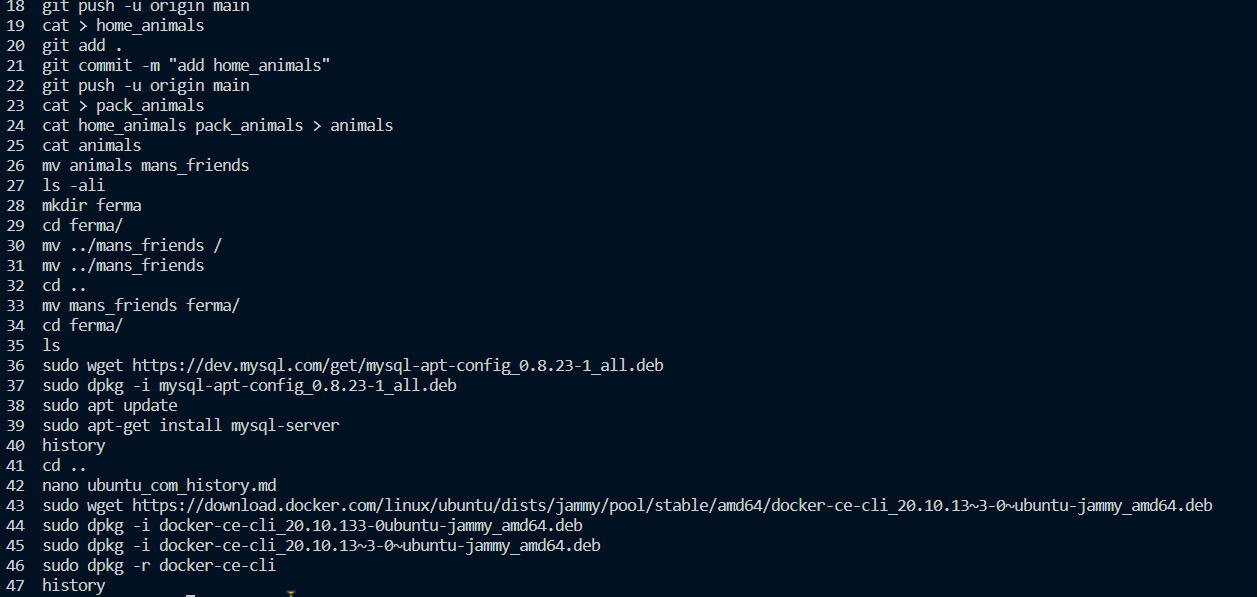 18 git push -u origin main
19 cat > home_animals
20 git add .
21 git commit -m "add home_animals"
22 git push -u origin main
23 cat > pack_animals
24 cat home_animals pack_animals > animals
25 cat animals
26 mv animals mans_friends
27 ls -ali
28 mkdir ferma
29 cd ferma/
30 mv ../mans_friends /
31 mv ../mans_friends
32 cd ..
33 mv mans_friends ferma/
34 cd ferma/
35 ls
36 sudo wget https://dev.mysql.com/get/mysql-apt-config_0.8.23-1_all.deb
37 sudo dpkg -i mysql-apt-config_0.8.23-1_all.deb
38 sudo apt update
39 sudo apt-get install mysql-server
40 history
41 cd ..
42 nano ubuntu_com_history.md
43 sudo wget https://download.docker.com/linux/ubuntu/dists/jammy/pool/stable/amd64/docker-ce-cli_20.10.13~3-0~ubuntu-jammy_amd64.deb
44 sudo dpkg -i docker-ce-cli_20.10.133-0ubuntu-jammy_amd64.deb
45 sudo dpkg -i docker-ce-cli_20.10.13~3-0~ubuntu-jammy_amd64.deb
46 sudo dpkg -r docker-ce-cli
47 history